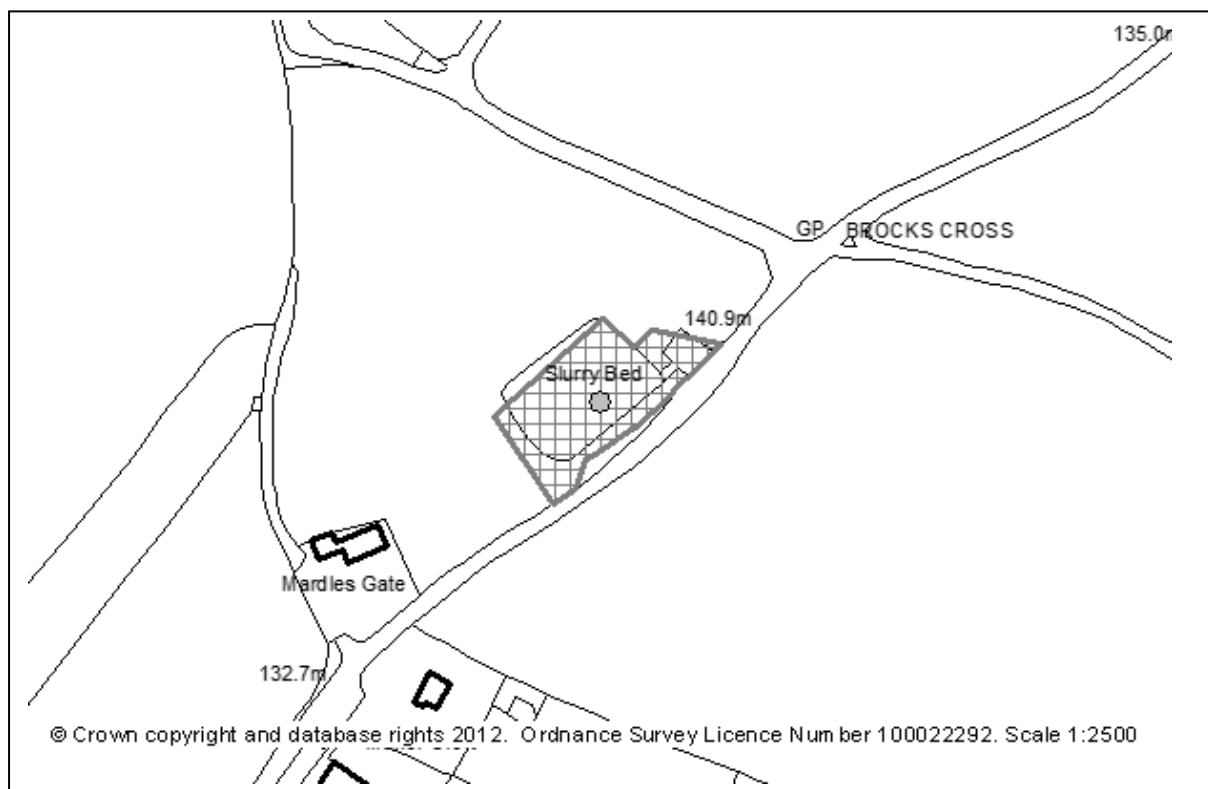 135.0m
GP BROCKS CROSS
140.9m
Slurry Bed
Mardles Gate
132.7m
© Crown copyright and database rights 2012. Ordnance Survey Licence Number 100022292. Scale 1:2500